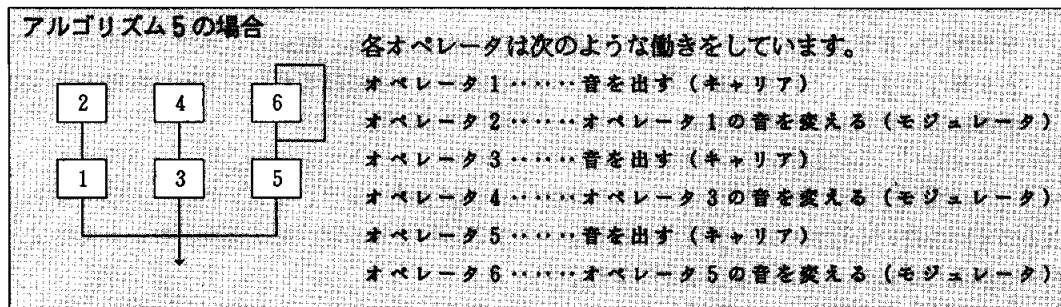 アルゴリズム5の場合
2 4 6
1 3 5
各オペレータは次のような働きをしています。
オペレータ1……音を出す(キャリア)
オペレータ2……オペレータ1の音を変える(モジュレータ)
オペレータ3……音を出す(キャリア)
オペレータ4……オペレータ3の音を変える(モジュレータ)
オペレータ5……音を出す(キャリア)
オペレータ6……オペレータ5の音を変える(モジュレータ)